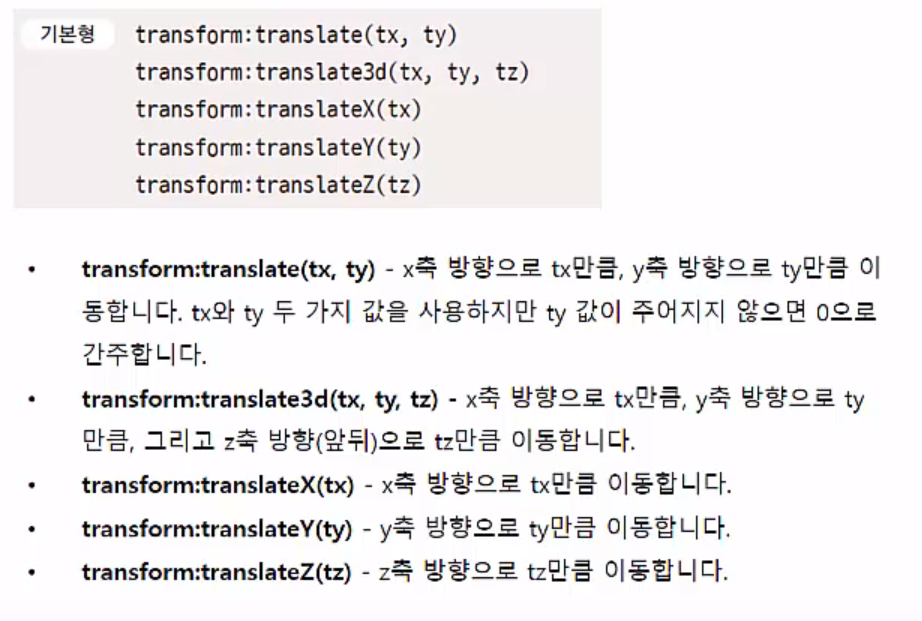 기본형 transform:translate(tx, ty)
transform:translate3d(tx, ty, tz)
transform:translateX(tx)
transform:translateY(ty)
transform:translateZ(tz)
• transform:translate(tx, ty) - x축 방향으로 tx만큼, y축 방향으로 ty만큼 이
동합니다. tx와 ty 두 가지 값을 사용하지만 ty 값이 주어지지 않으면 0으로
간주합니다.
• transform:translate3d(tx, ty, tz) - x축 방향으로 tx만큼, y축 방향으로 ty
만큼, 그리고 z축 방향(앞뒤)으로 tz만큼 이동합니다.
• transform:translateX(tx) - x축 방향으로 tx만큼 이동합니다.
• transform:translateY(ty) - y축 방향으로 ty만큼 이동합니다.
• transform:translateZ(tz) - z축 방향으로 tz만큼 이동합니다.